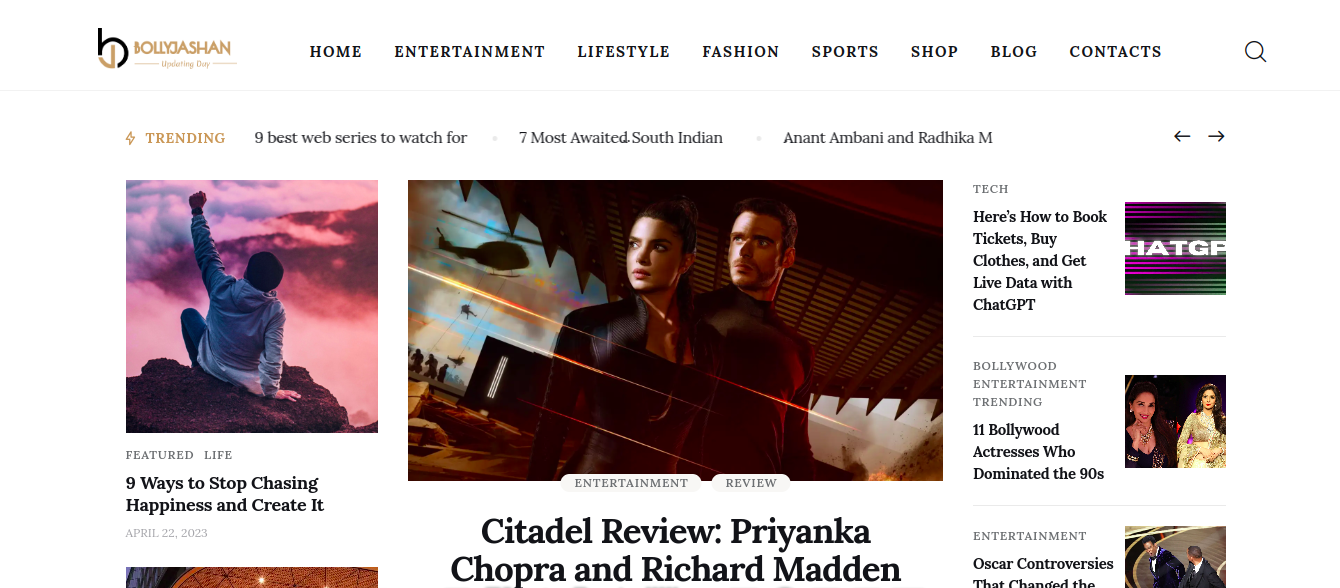 BOLLYJASHAN
Updating Day
HOME ENTERTAINMENT LIFESTYLE FASHION SPORTS SHOP BLOG CONTACTS
TRENDING 9 best web series to watch for 7 Most Awaited South Indian Anant Ambani and Radhika M
FEATURED LIFE
9 Ways to Stop Chasing
Happiness and Create It
APRIL 22, 2023
ENTERTAINMENT REVIEW
Citadel Review: Priyanka
Chopra and Richard Madden
TECH
Here’s How to Book
Tickets, Buy
Clothes, and Get
Live Data with
ChatGPT
HATGP
BOLLYWOOD
ENTERTAINMENT
TRENDING
11 Bollywood
Actresses Who
Dominated the 90s
ENTERTAINMENT
Oscar Controversies
That Changed the